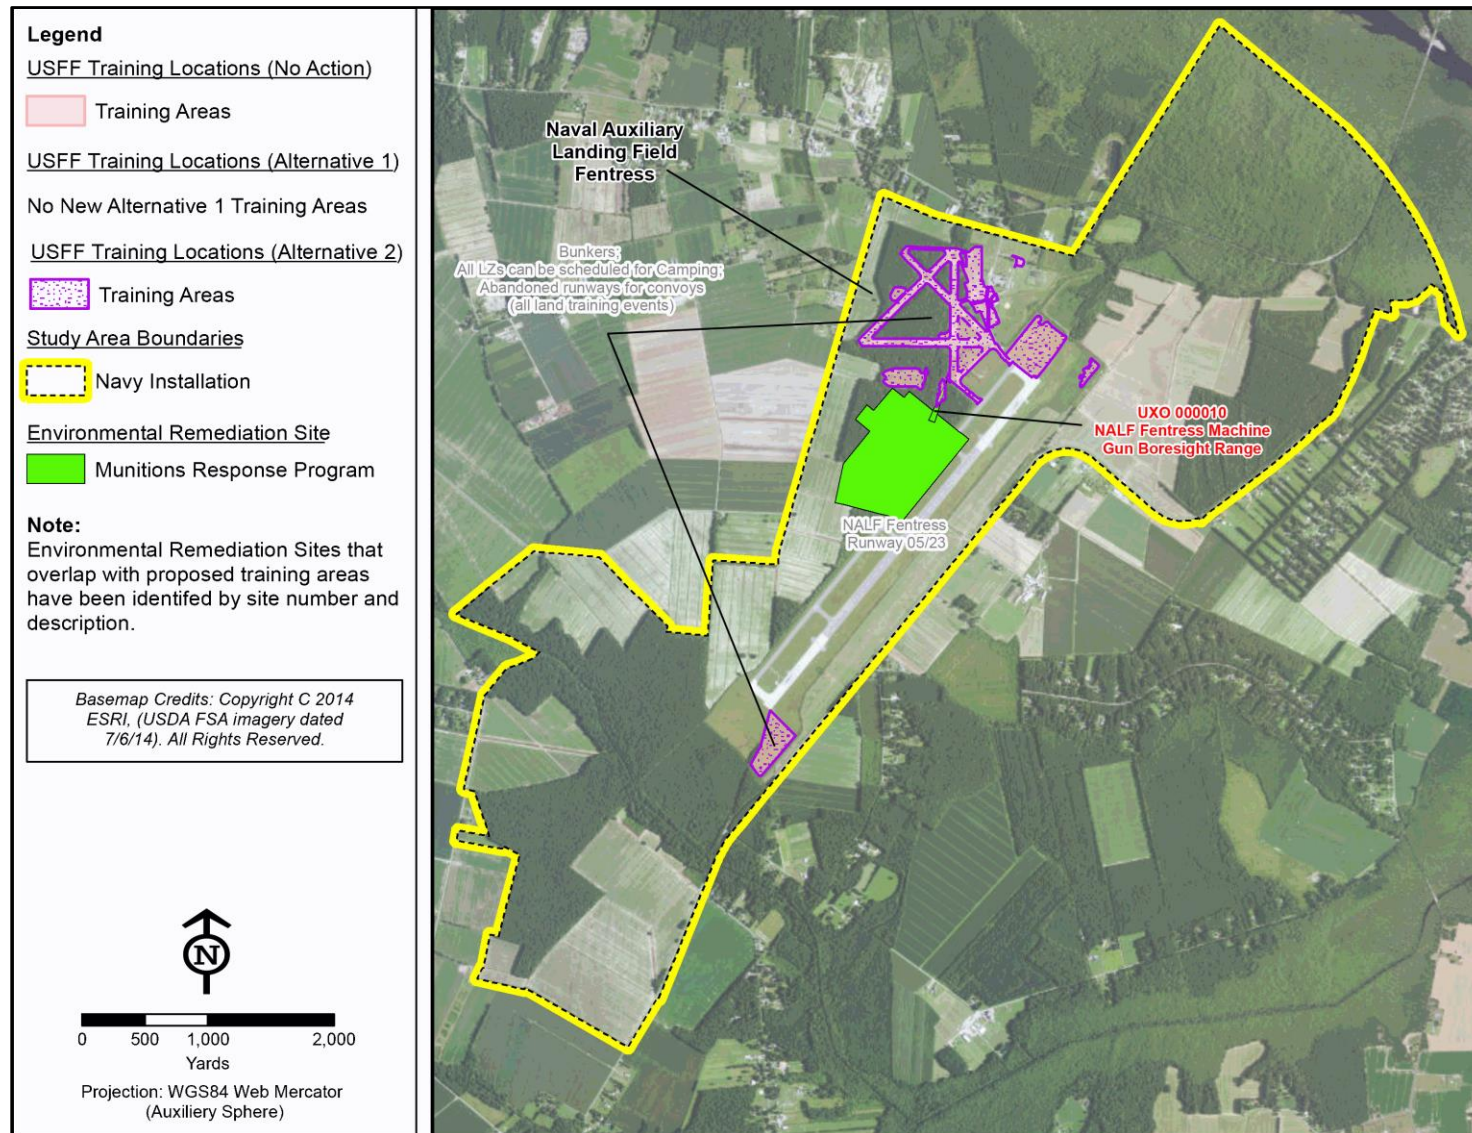 Legend
USFF Training Locations (No Action)
Training Areas
USFF Training Locations (Alternative 1)
No New Alternative 1 Training Areas
USFF Training Locations (Alternative 2)
Training Areas
Study Area Boundaries
Navy Installation
Environmental Remediation Site
Munitions Response Program
Note:
Environmental Remediation Sites that
overlap with proposed training areas
have been identifed by site number and
description.
Basemap Credits: Copyright C 2014
ESRI, (USDA FSA imagery dated
7/6/14). All Rights Reserved.
N
0 500 1,000 2,000
Yards
Projection: WGS84 Web Mercator
(Auxiliery Sphere)
Naval Auxiliary
Landing Field
Fentress
Bunkers;
All LZs can be scheduled for Camping;
Abandoned runways for convoys
(all land training events)
UXO 000010
NALF Fentress Machine
Gun Boresight Range
NALF Fentress
Runway 05/23